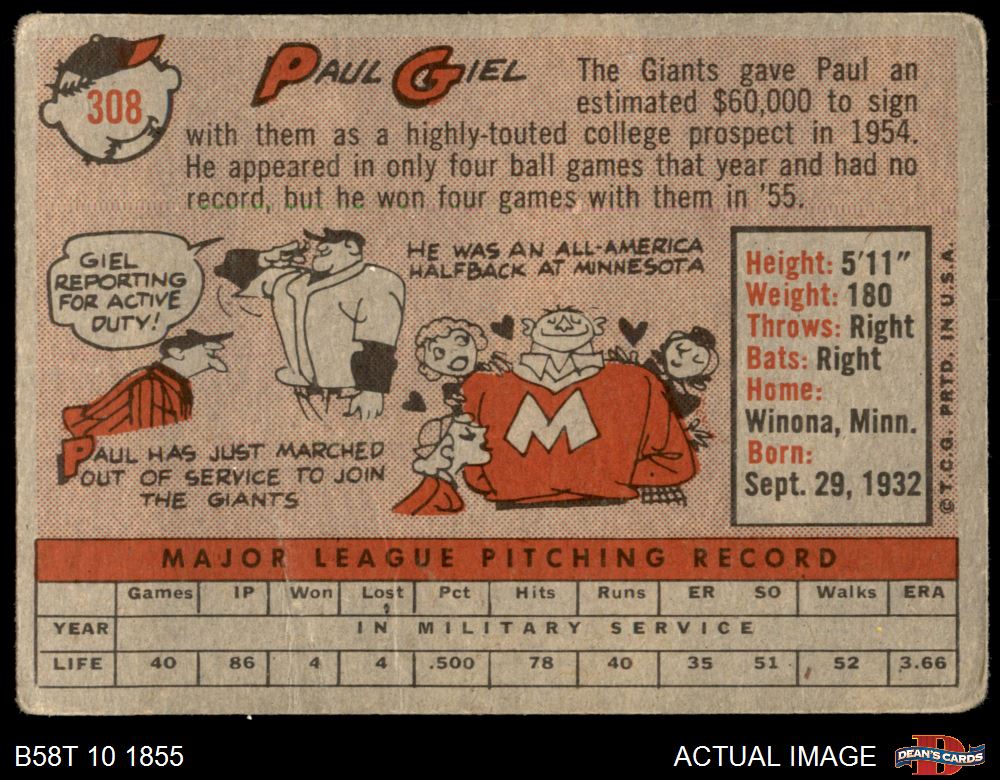 308
PAUL GIEL
The Giants gave Paul an
estimated $60,000 to sign
with them as a highly-touted college prospect in 1954.
He appeared in only four ball games that year and had no
record, but he won four games with them in '55.
GIEL
REPORTING
FOR ACTIVE
DUTY!
PAUL HAS JUST MARCHED
OUT OF SERVICE TO JOIN
THE GIANTS
HE WAS AN ALL-AMERICA
HALFBACK AT MINNESOTA
M
Height: 5'11"
Weight: 180
Throws: Right
Bats: Right
Home:
Winona, Minn.
Born:
Sept. 29, 1932
© T.C.G. PRTD. IN U.S.A.
MAJOR LEAGUE PITCHING RECORD
Games IP Won Lost Pct Hits Runs ER SO Walks ERA
YEAR IN MILITARY SERVICE
LIFE 40 86 4 4 .500 78 40 35 51 52 3.66
B58T 10 1855
ACTUAL IMAGE
D
DEAN'S CARDS